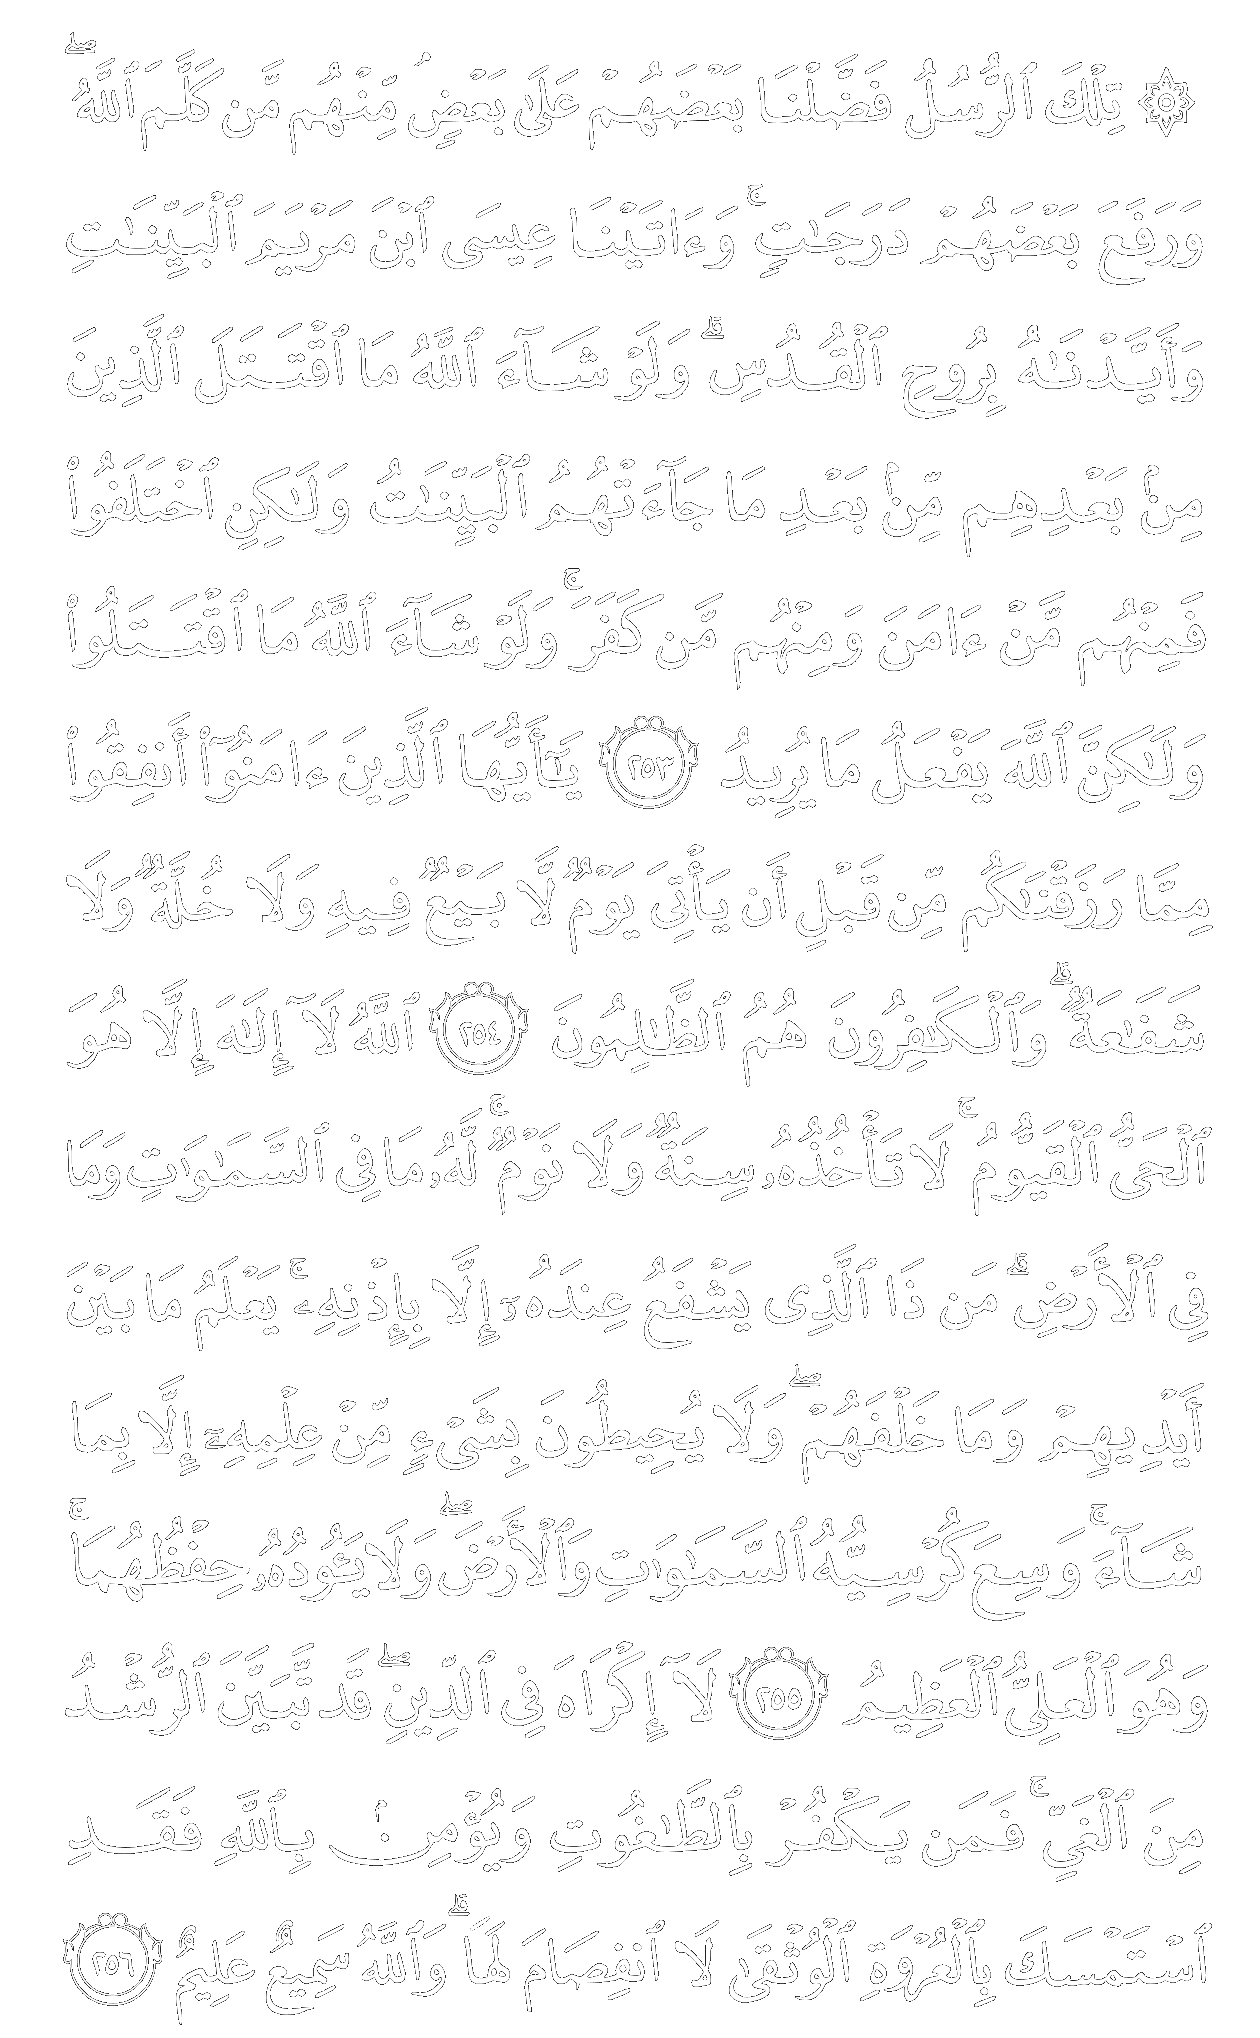 ۞ تِلْكَ ٱلرُّسُلُ فَضَّلْنَا بَعْضَهُمْ عَلَىٰ بَعْضٍۘ مِّنْهُم مَّن كَلَّمَ ٱللَّهُۖ
وَرَفَعَ بَعْضَهُمْ دَرَجَٰتٍۚ وَءَاتَيْنَا عِيسَى ٱبْنَ مَرْيَمَ ٱلْبَيِّنَٰتِ
وَأَيَّدْنَٰهُ بِرُوحِ ٱلْقُدُسِۗ وَلَوْ شَآءَ ٱللَّهُ مَا ٱقْتَتَلَ ٱلَّذِينَ
مِنۢ بَعْدِهِم مِّنۢ بَعْدِ مَا جَآءَتْهُمُ ٱلْبَيِّنَٰتُ وَلَٰكِنِ ٱخْتَلَفُوا۟
فَمِنْهُم مَّنْ ءَامَنَ وَمِنْهُم مَّن كَفَرَۚ وَلَوْ شَآءَ ٱللَّهُ مَا ٱقْتَتَلُوا۟
وَلَٰكِنَّ ٱللَّهَ يَفْعَلُ مَا يُرِيدُ ٢٥٣ يَٰٓأَيُّهَا ٱلَّذِينَ ءَامَنُوٓا۟ أَنفِقُوا۟
مِمَّا رَزَقْنَٰكُم مِّن قَبْلِ أَن يَأْتِىَ يَوْمٌ لَّا بَيْعٌ فِيهِ وَلَا خُلَّةٌ وَلَا
شَفَٰعَةٌۗ وَٱلْكَٰفِرُونَ هُمُ ٱلظَّٰلِمُونَ ٢٥٤ ٱللَّهُ لَآ إِلَٰهَ إِلَّا هُوَ
ٱلْحَىُّ ٱلْقَيُّومُۚ لَا تَأْخُذُهُۥ سِنَةٌ وَلَا نَوْمٌۚ لَّهُۥ مَا فِى ٱلسَّمَٰوَٰتِ وَمَا
فِى ٱلْأَرْضِۗ مَن ذَا ٱلَّذِى يَشْفَعُ عِندَهُۥٓ إِلَّا بِإِذْنِهِۦۚ يَعْلَمُ مَا بَيْنَ
أَيْدِيهِمْ وَمَا خَلْفَهُمْۖ وَلَا يُحِيطُونَ بِشَىْءٍ مِّنْ عِلْمِهِۦٓ إِلَّا بِمَا
شَآءَۚ وَسِعَ كُرْسِيُّهُ ٱلسَّمَٰوَٰتِ وَٱلْأَرْضَۖ وَلَا يَـُٔودُهُۥ حِفْظُهُمَاۚ
وَهُوَ ٱلْعَلِىُّ ٱلْعَظِيمُ ٢٥٥ لَآ إِكْرَاهَ فِى ٱلدِّينِۖ قَد تَّبَيَّنَ ٱلرُّشْدُ
مِنَ ٱلْغَىِّۚ فَمَن يَكْفُرْ بِٱلطَّٰغُوتِ وَيُؤْمِنۢ بِٱللَّهِ فَقَدِ
ٱسْتَمْسَكَ بِٱلْعُرْوَةِ ٱلْوُثْقَىٰ لَا ٱنفِصَامَ لَهَاۗ وَٱللَّهُ سَمِيعٌ عَلِيمٌ ٢٥٦